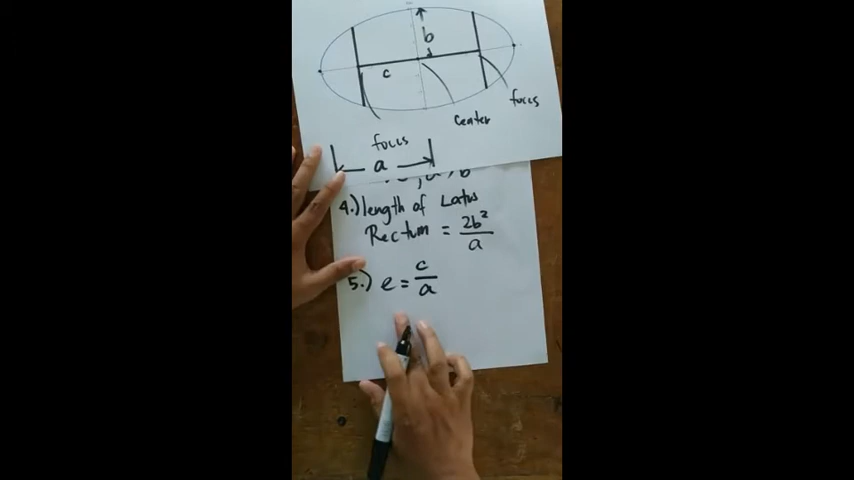 b
c
focus
center
focus
a
4.) length of Latus
Rectum = 2b²/a
5.) e = c/a